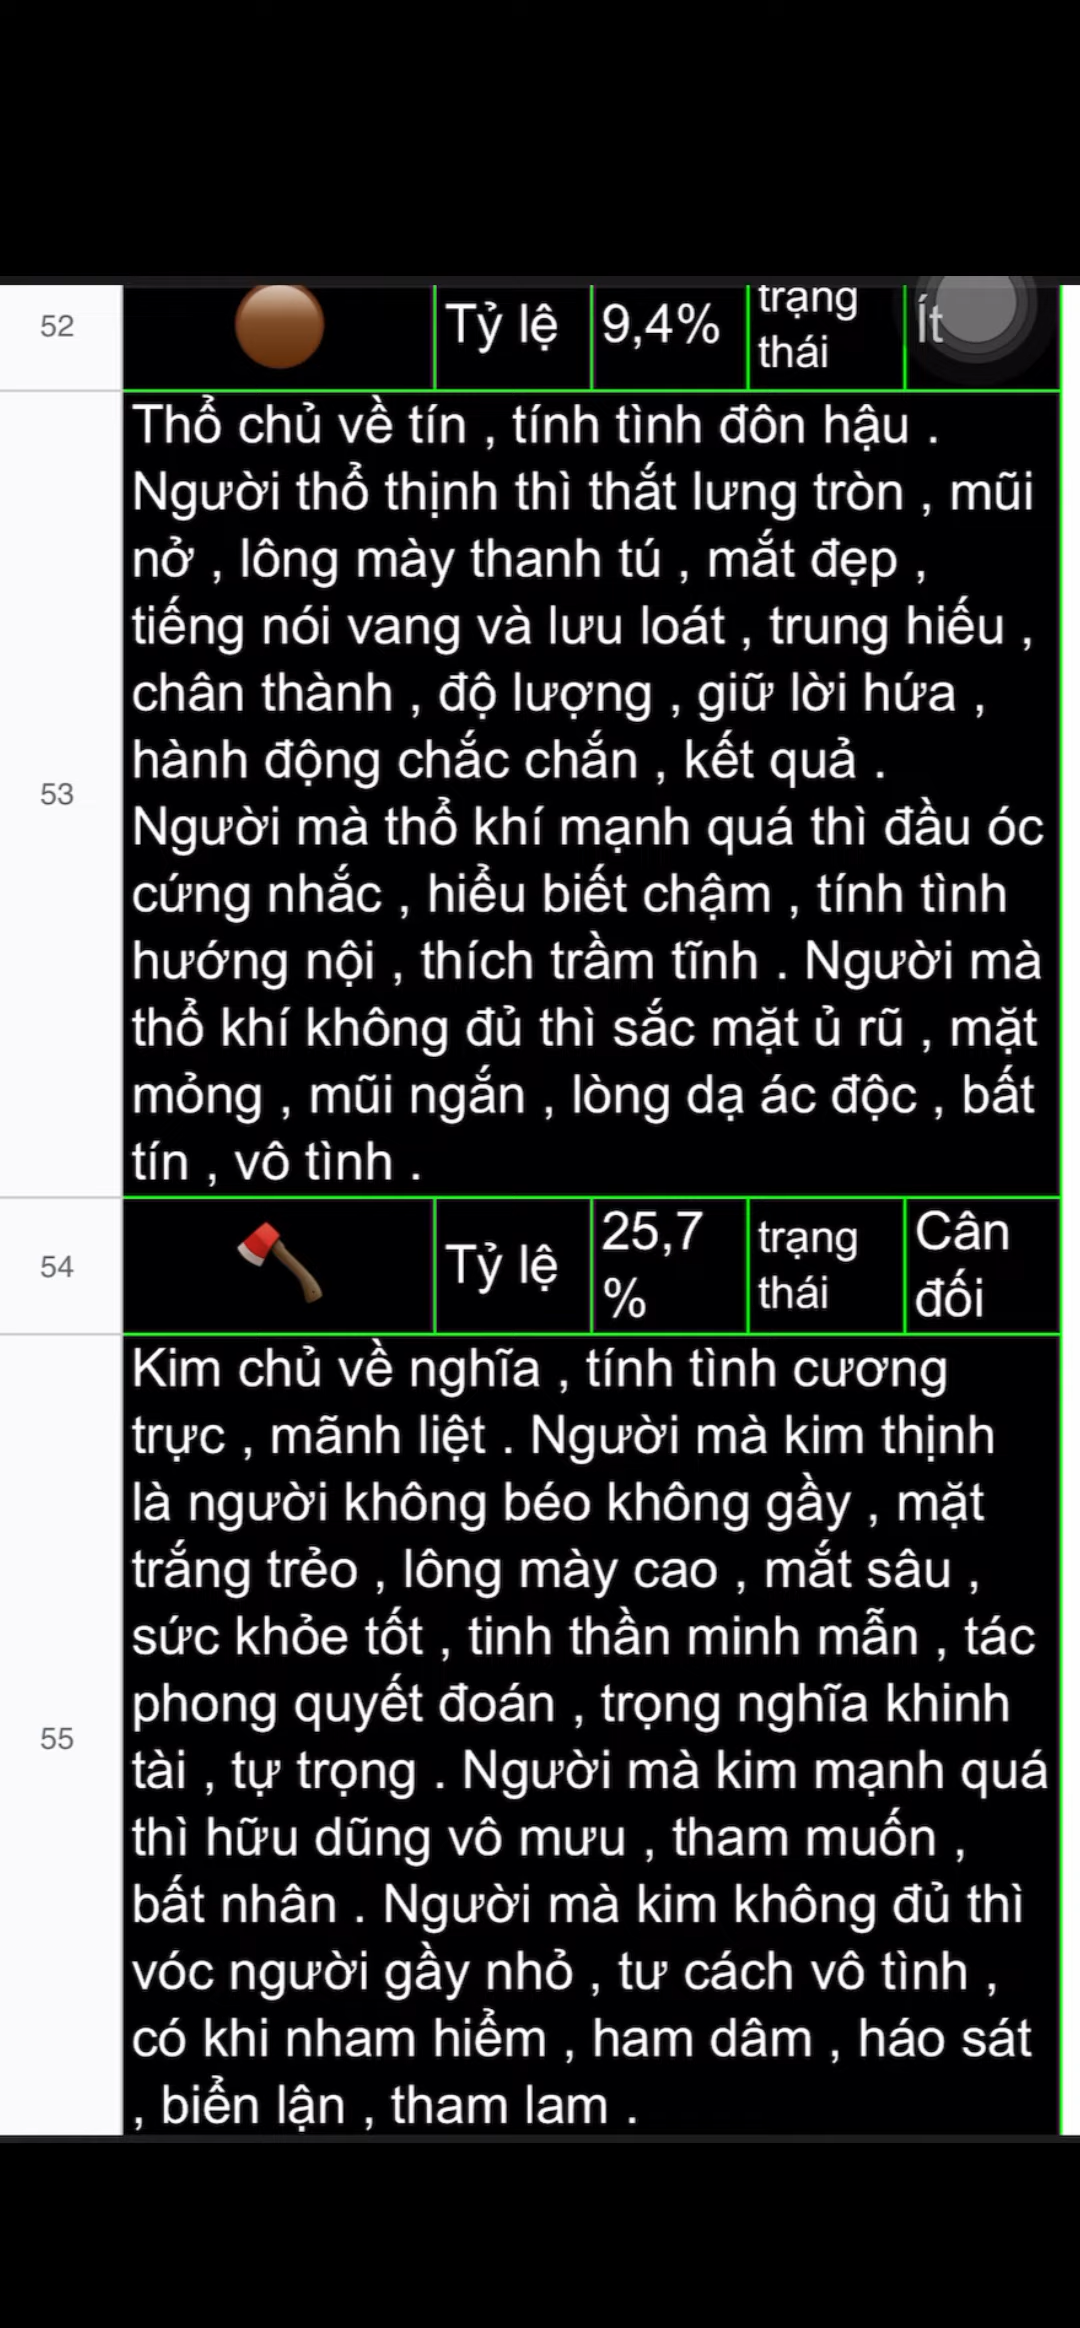 52
Tỷ lệ
9,4%
trạng
thái
Ít
53
Thổ chủ về tín , tính tình đôn hậu .
Người thổ thịnh thì thắt lưng tròn , mũi
nở , lông mày thanh tú , mắt đẹp ,
tiếng nói vang và lưu loát , trung hiếu ,
chân thành , độ lượng , giữ lời hứa ,
hành động chắc chắn , kết quả .
Người mà thổ khí mạnh quá thì đầu óc
cứng nhắc , hiểu biết chậm , tính tình
hướng nội , thích trầm tĩnh . Người mà
thổ khí không đủ thì sắc mặt ủ rũ , mặt
mỏng , mũi ngắn , lòng dạ ác độc , bất
tín , vô tình .
54
Tỷ lệ
25,7
%
trạng
thái
Cân
đối
55
Kim chủ về nghĩa , tính tình cương
trực , mãnh liệt . Người mà kim thịnh
là người không béo không gầy , mặt
trắng trẻo , lông mày cao , mắt sâu ,
sức khỏe tốt , tinh thần minh mẫn , tác
phong quyết đoán , trọng nghĩa khinh
tài , tự trọng . Người mà kim mạnh quá
thì hữu dũng vô mưu , tham muốn ,
bất nhân . Người mà kim không đủ thì
vóc người gầy nhỏ , tư cách vô tình ,
có khi nham hiểm , ham dâm , háo sát
, biển lận , tham lam .